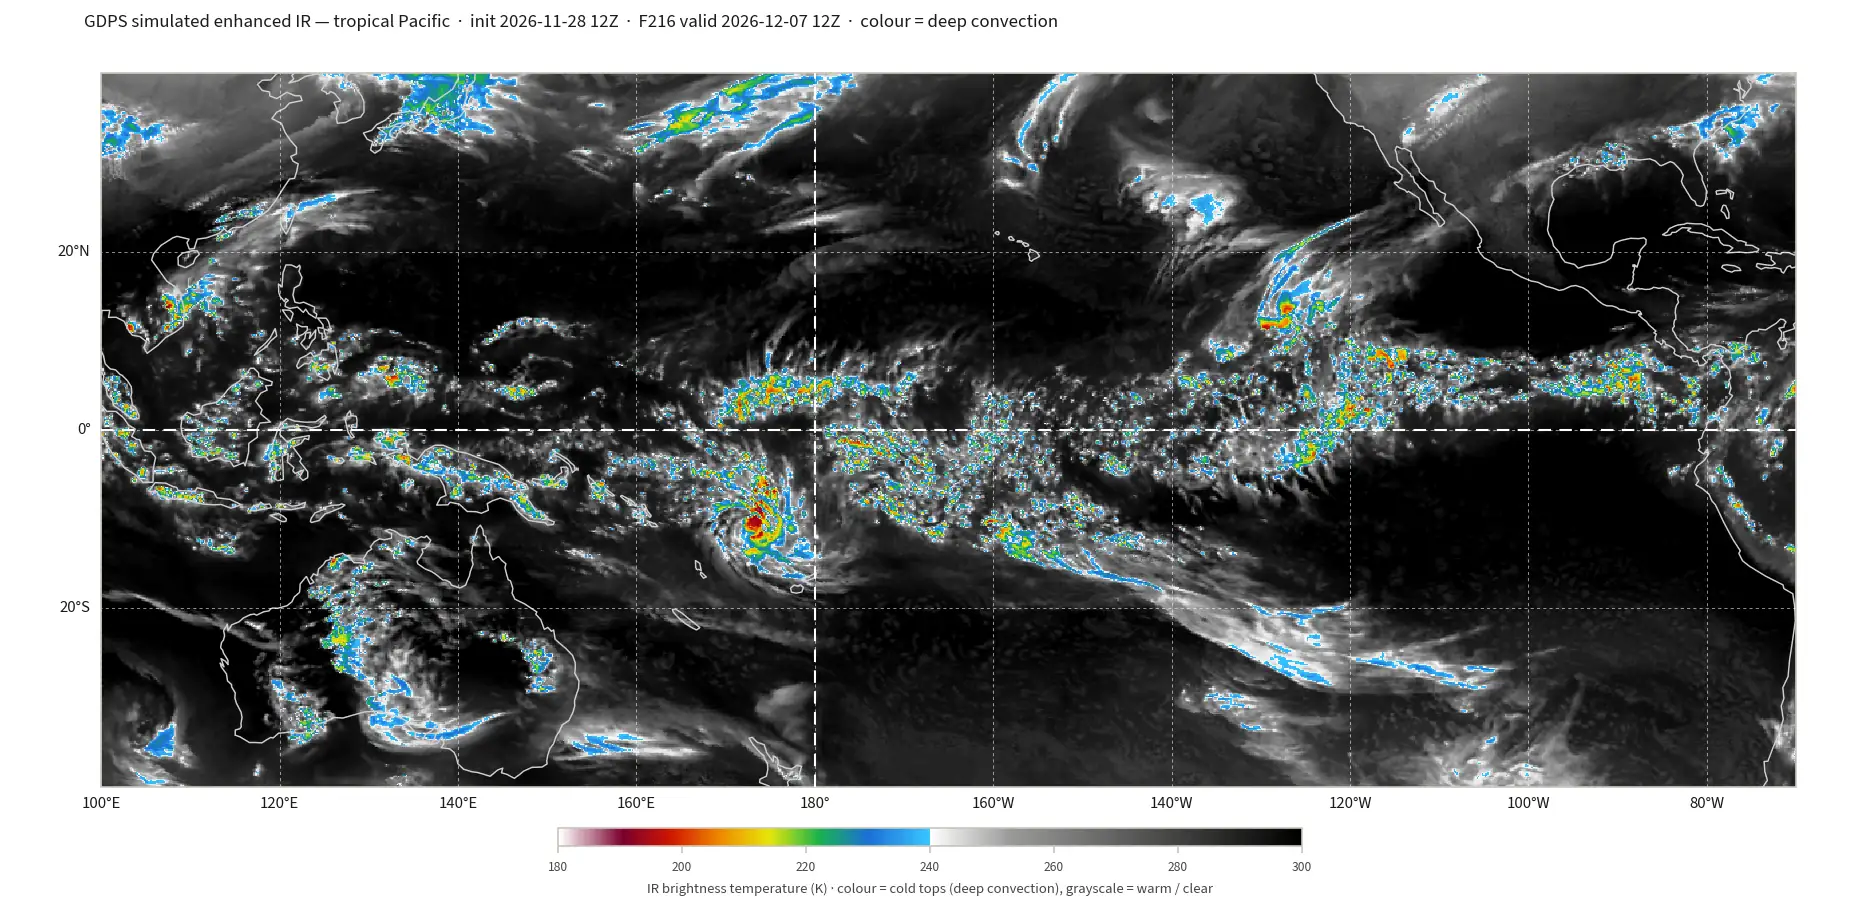 GDPS simulated enhanced IR — tropical Pacific · init 2026-11-28 12Z · F216 valid 2026-12-07 12Z · colour = deep convection
20°N
0°
20°S
100°E 120°E 140°E 160°E 180° 160°W 140°W 120°W 100°W 80°W
180 200 220 240 260 280 300
IR brightness temperature (K) · colour = cold tops (deep convection), grayscale = warm / clear